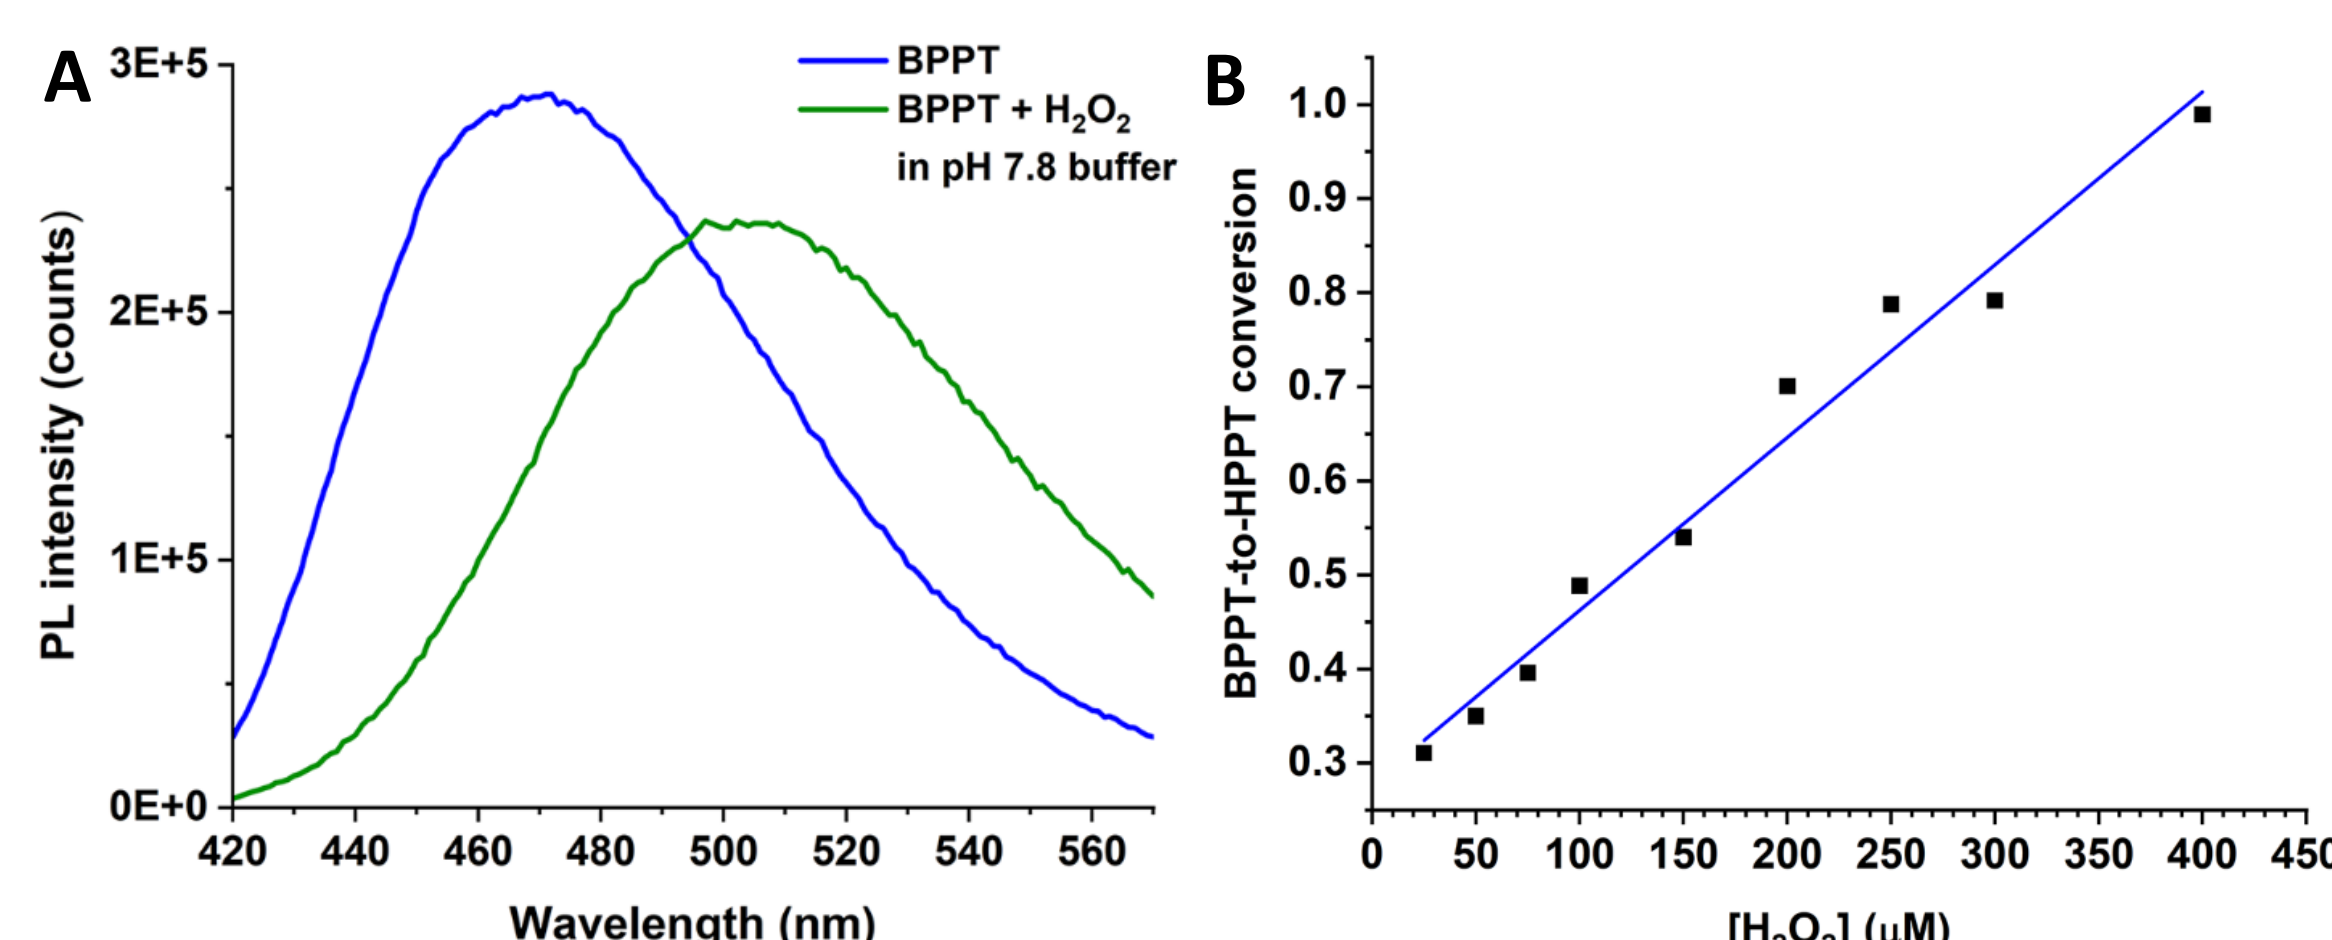 A
3E+5
2E+5
1E+5
0E+0
PL intensity (counts)
BPPT
BPPT + H₂O₂
in pH 7.8 buffer
420 440 460 480 500 520 540 560
Wavelength (nm)
B
1.0
0.9
0.8
0.7
0.6
0.5
0.4
0.3
BPPT-to-HPPT conversion
0 50 100 150 200 250 300 350 400 450
[H₂O₂] (μM)